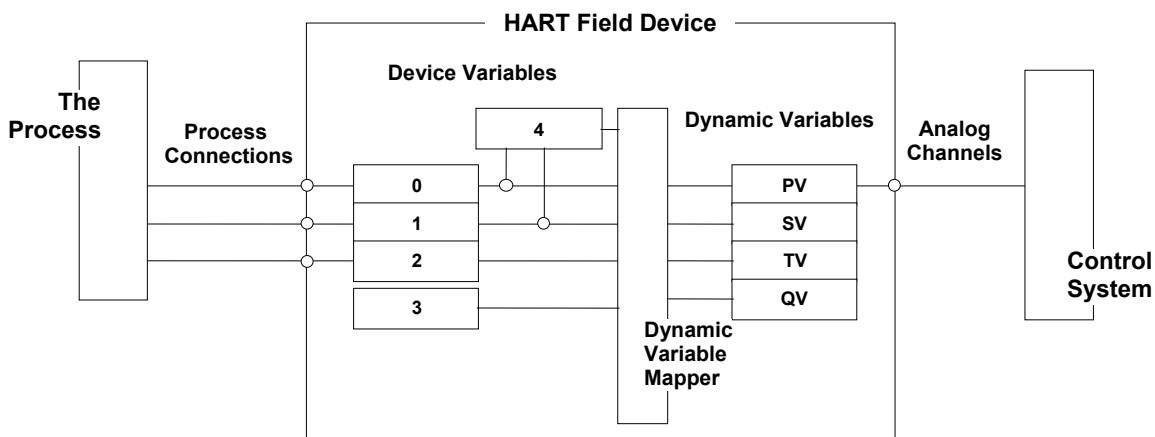 HART Field Device
Device Variables
The
Process
Process
Connections
4
Dynamic Variables
Analog
Channels
0
1
2
3
PV
SV
TV
QV
Dynamic
Variable
Mapper
Control
System